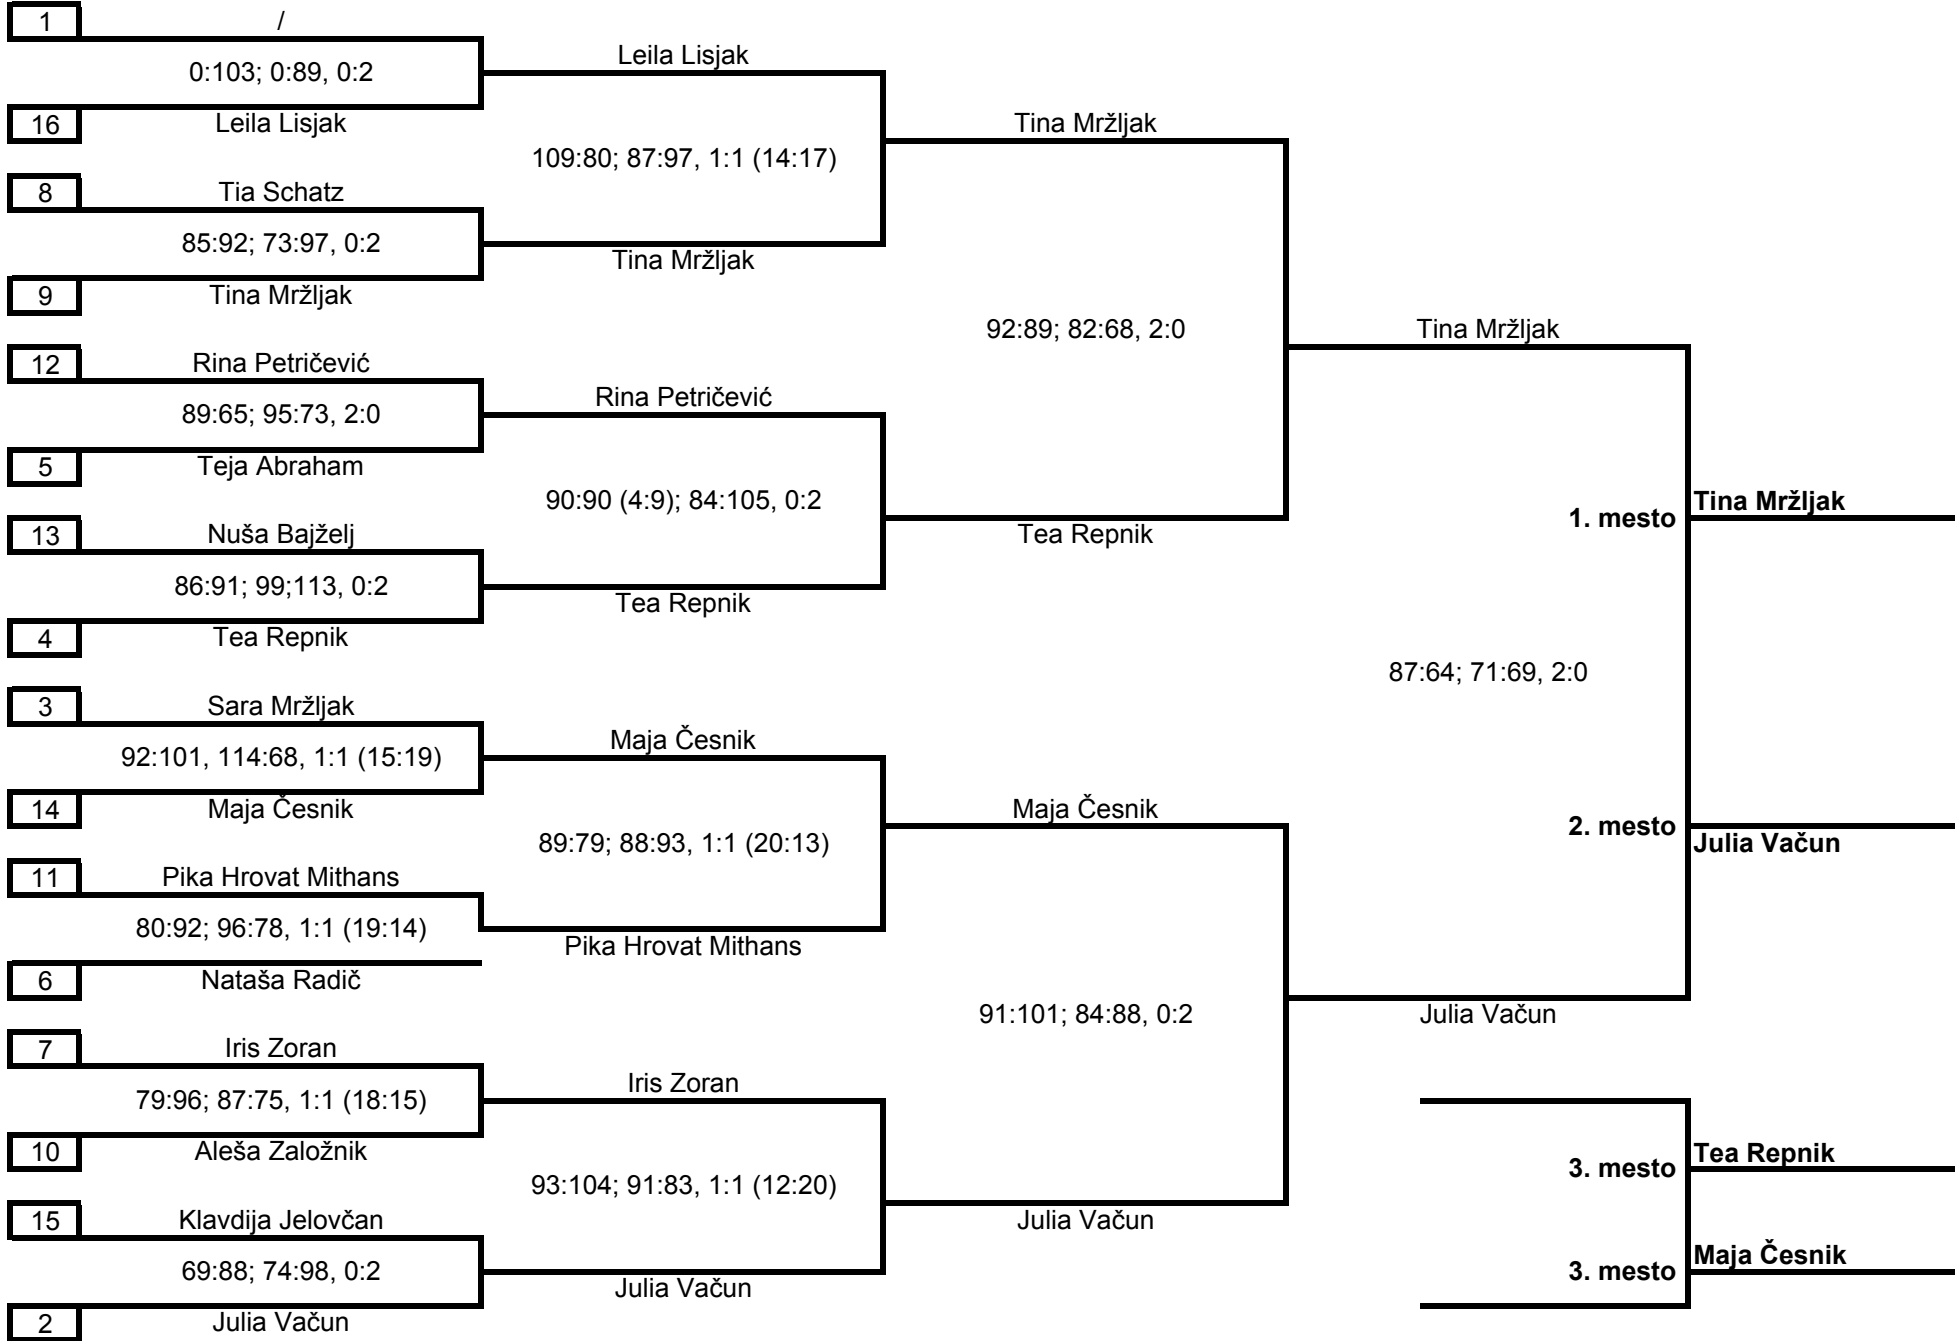 1 /
0:103; 0:89, 0:2
16 Leila Lisjak
8 Tia Schatz
85:92; 73:97, 0:2
9 Tina Mržljak
12 Rina Petričević
89:65; 95:73, 2:0
5 Teja Abraham
13 Nuša Bajželj
86:91; 99;113, 0:2
4 Tea Repnik
3 Sara Mržljak
92:101, 114:68, 1:1 (15:19)
14 Maja Česnik
11 Pika Hrovat Mithans
80:92; 96:78, 1:1 (19:14)
6 Nataša Radič
7 Iris Zoran
79:96; 87:75, 1:1 (18:15)
10 Aleša Založnik
15 Klavdija Jelovčan
69:88; 74:98, 0:2
2 Julia Vačun
Leila Lisjak
109:80; 87:97, 1:1 (14:17)
Tina Mržljak
Rina Petričević
90:90 (4:9); 84:105, 0:2
Tea Repnik
Maja Česnik
89:79; 88:93, 1:1 (20:13)
Pika Hrovat Mithans
Iris Zoran
93:104; 91:83, 1:1 (12:20)
Julia Vačun
Tina Mržljak
92:89; 82:68, 2:0
Tea Repnik
Maja Česnik
91:101; 84:88, 0:2
Julia Vačun
Tina Mržljak
87:64; 71:69, 2:0
Julia Vačun
1. mesto Tina Mržljak
2. mesto Julia Vačun
3. mesto Tea Repnik
3. mesto Maja Česnik